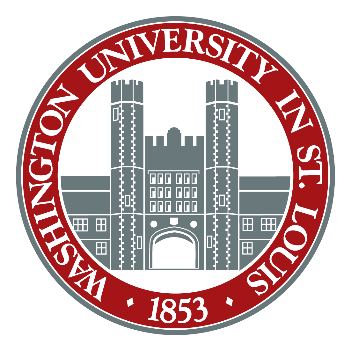 WASHINGTON UNIVERSITY IN ST. LOUIS
· 1853 ·